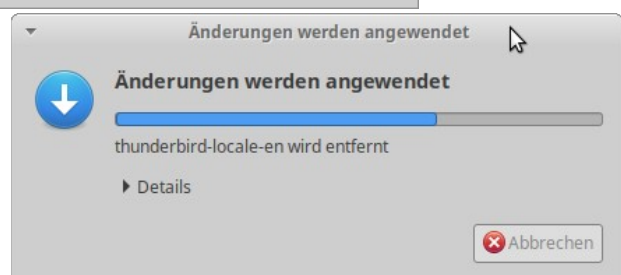 Änderungen werden angewendet
Änderungen werden angewendet
thunderbird-locale-en wird entfernt
Details
Abbrechen